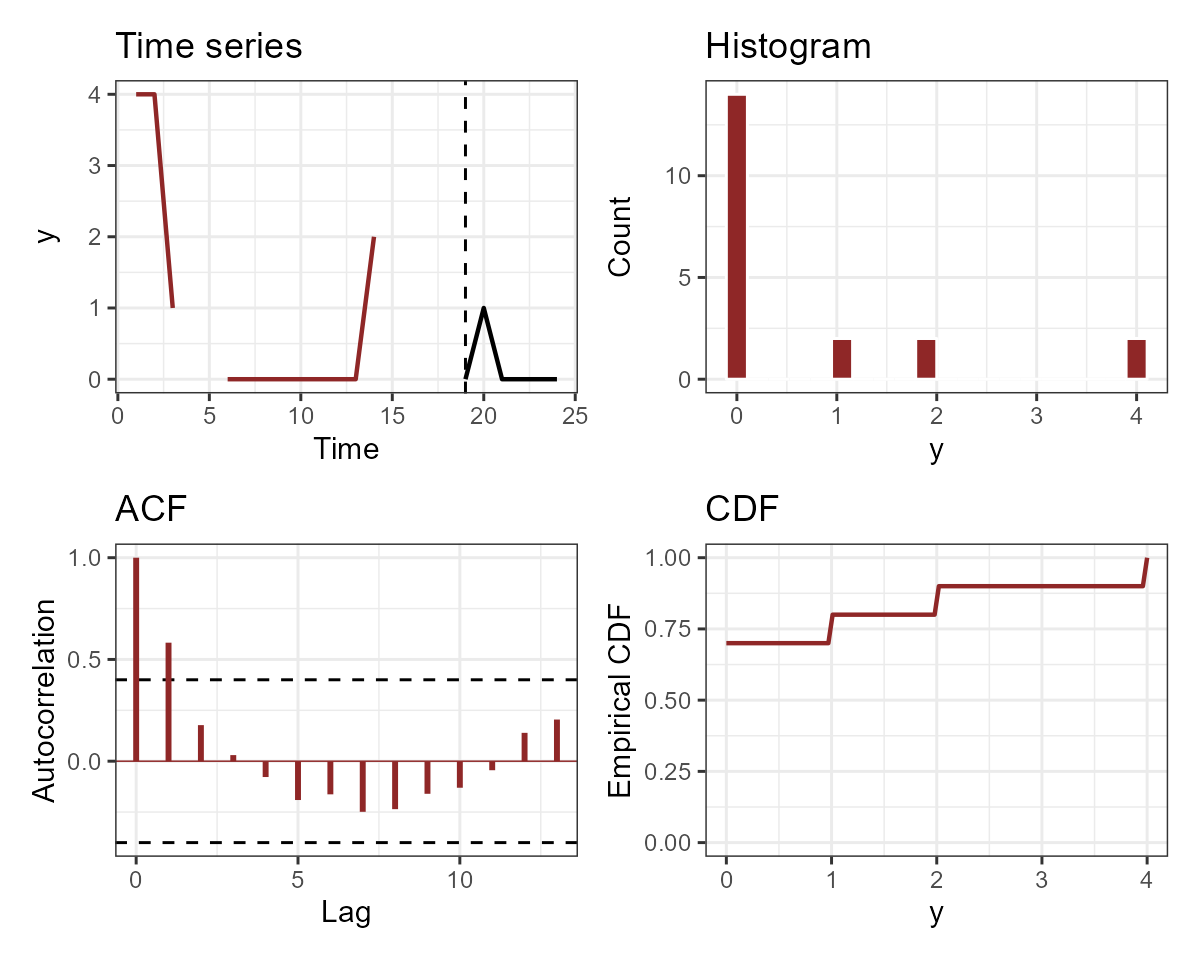 Time series
y
4
3
2
1
0
0 5 10 15 20 25
Time
Histogram
Count
10
5
0
0 1 2 3 4
y
ACF
Autocorrelation
1.0
0.5
0.0
0 5 10
Lag
CDF
Empirical CDF
1.00
0.75
0.50
0.25
0.00
0 1 2 3 4
y